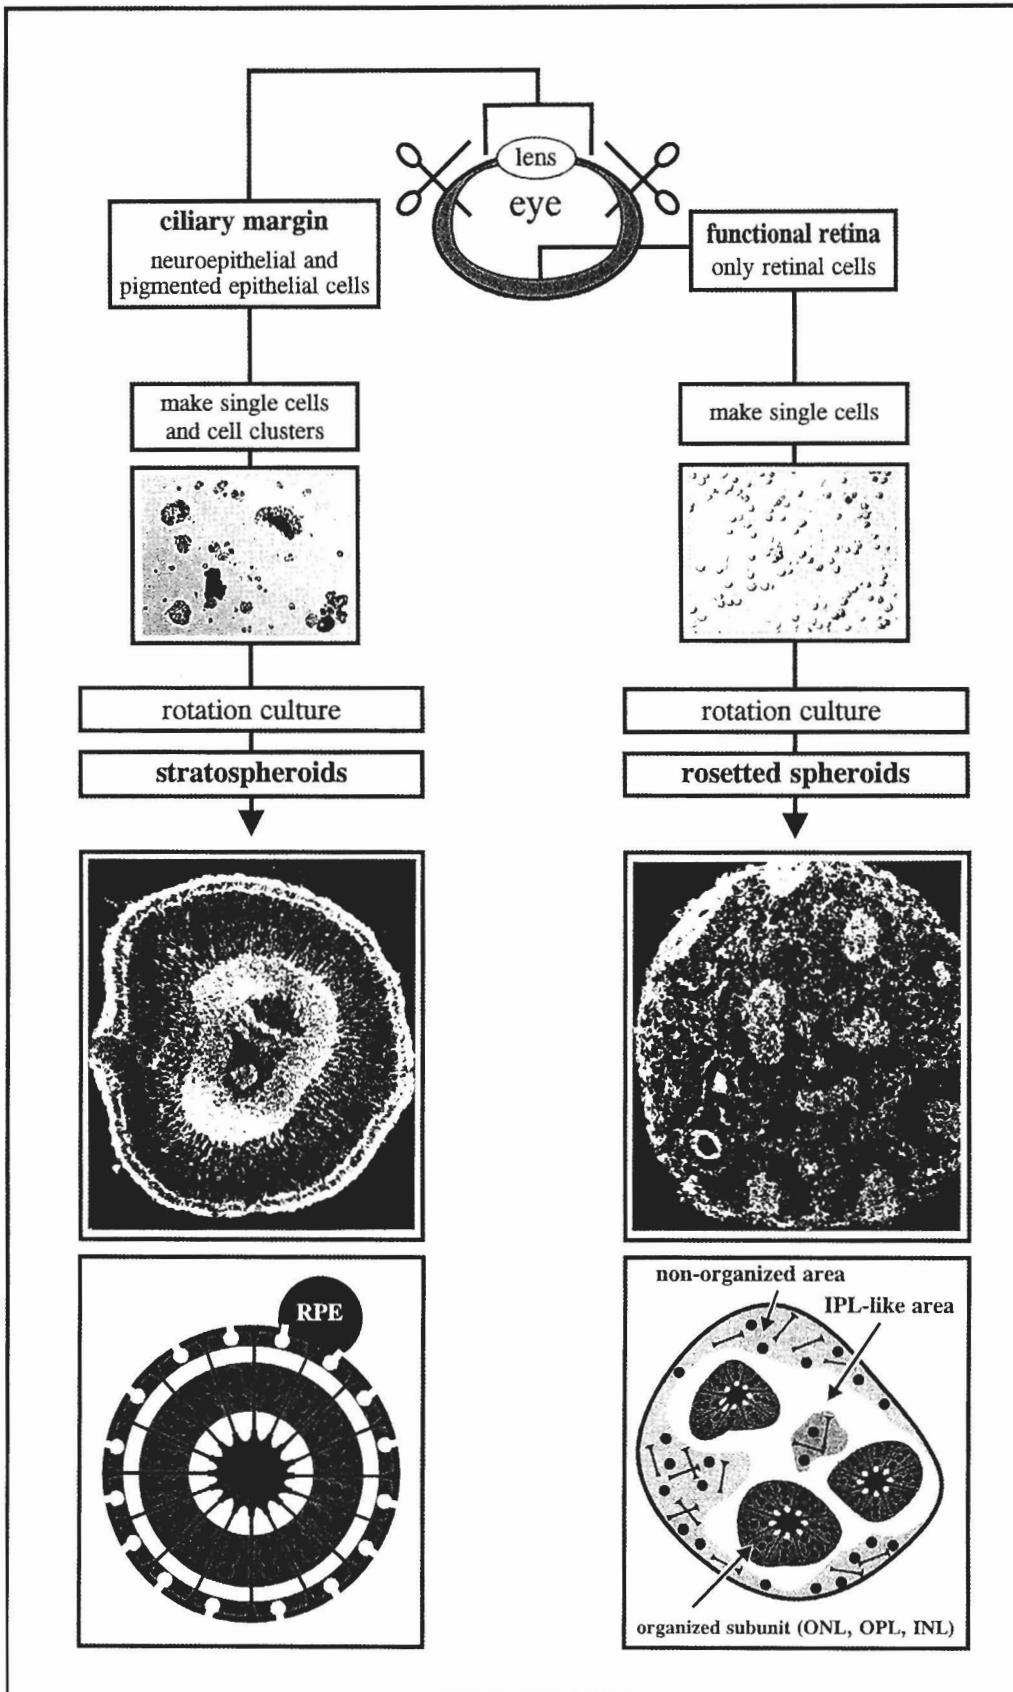 lens
eye
ciliary margin
neuroepithelial and
pigmented epithelial cells
functional retina
only retinal cells
make single cells
and cell clusters
make single cells
rotation culture
rotation culture
stratospheroids
rosetted spheroids
RPE
non-organized area
IPL-like area
organized subunit (ONL, OPL, INL)